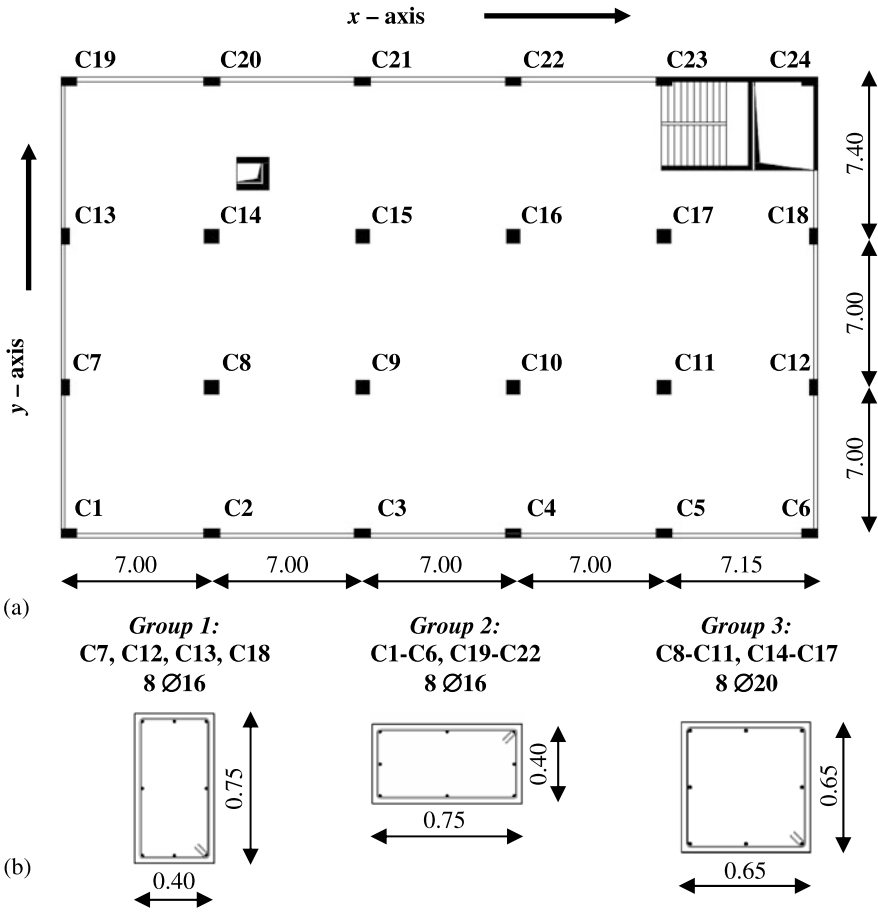 x – axis
C19 C20 C21 C22 C23 C24
7.40
C13 C14 C15 C16 C17 C18
7.00
y – axis
C7 C8 C9 C10 C11 C12
7.00
C1 C2 C3 C4 C5 C6
7.00 7.00 7.00 7.00 7.15
(a)
Group 1: Group 2: Group 3:
C7, C12, C13, C18 C1-C6, C19-C22 C8-C11, C14-C17
8 ∅16 8 ∅16 8 ∅20
0.75 0.40 0.65
0.75
(b)
0.40 0.65